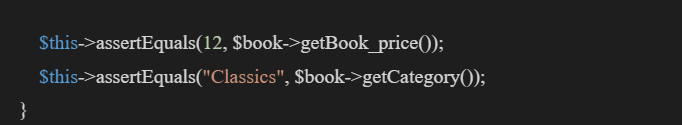 $this->assertEquals(12, $book->getBook_price());
$this->assertEquals("Classics", $book->getCategory());
}